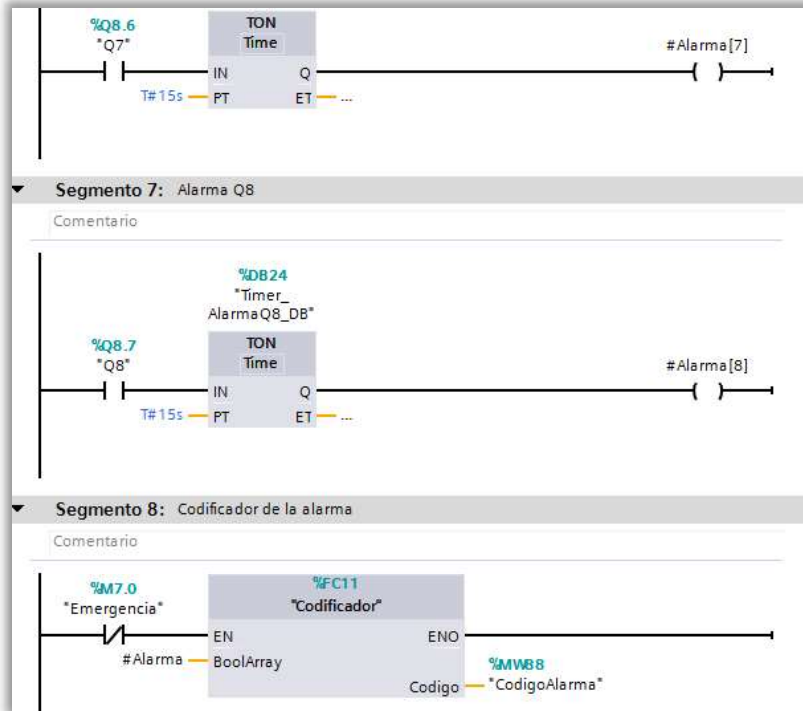 %Q8.6
"Q7"
TON
Time
#Alarma[7]
IN Q
T#15s PT ET ...
Segmento 7: Alarma Q8
Comentario
%DB24
"Timer_
AlarmaQ8_DB"
%Q8.7
"Q8"
TON
Time
#Alarma[8]
IN Q
T#15s PT ET ...
Segmento 8: Codificador de la alarma
Comentario
%M7.0
"Emergencia"
%FC11
"Codificador"
EN ENO
#Alarma BoolArray
%MW88
Codigo "CodigoAlarma"